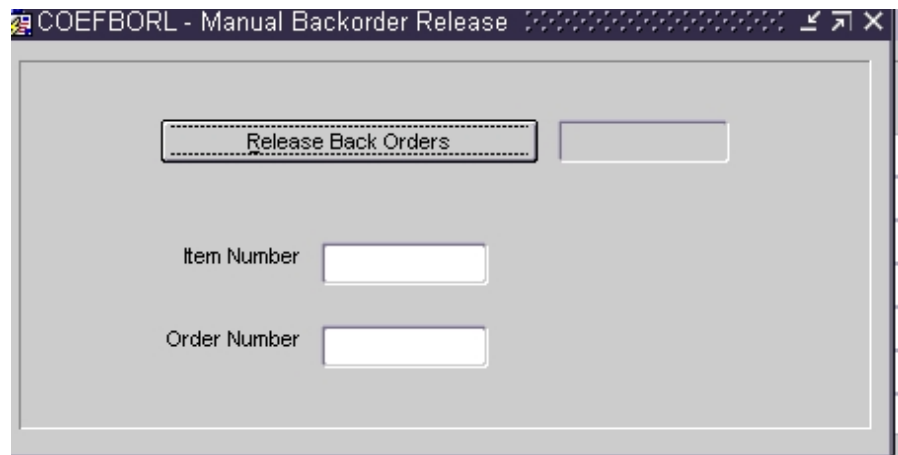 COEFBORL - Manual Backorder Release
Release Back Orders
Item Number
Order Number